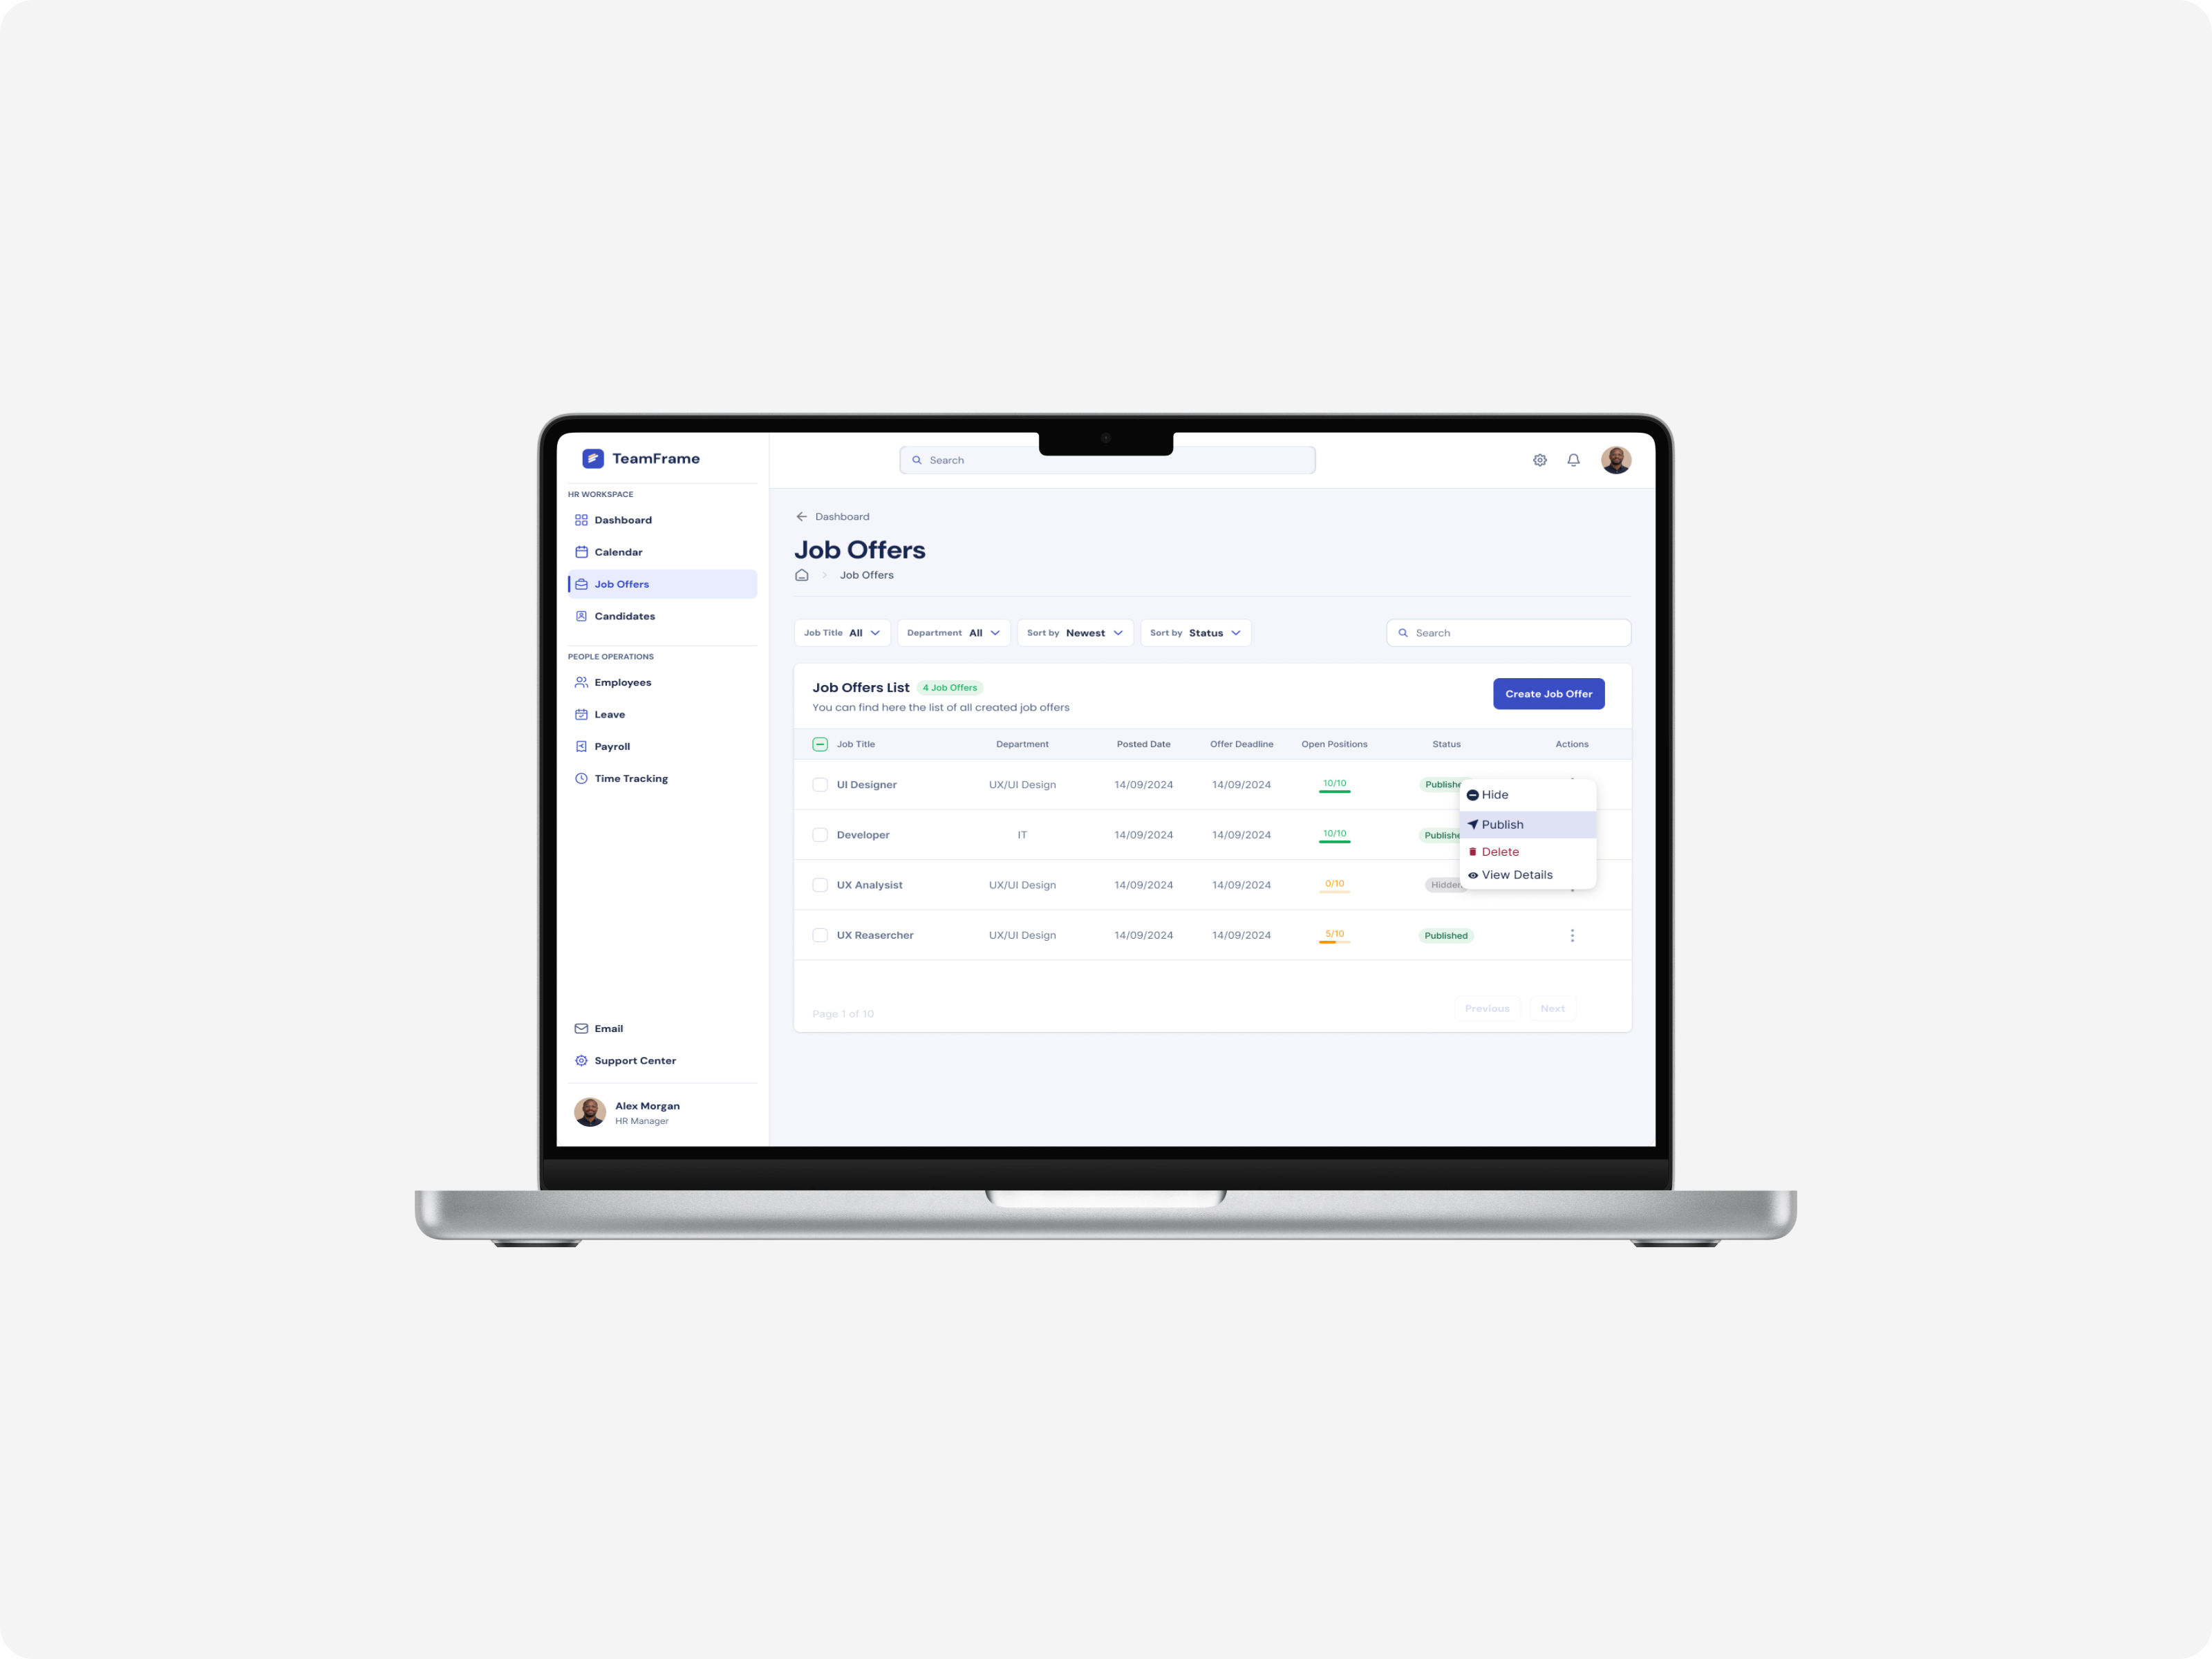 TeamFrame
Search
HR WORKSPACE
Dashboard
Calendar
Job Offers
Candidates
PEOPLE OPERATIONS
Employees
Leave
Payroll
Time Tracking
Email
Support Center
Alex Morgan
HR Manager
Dashboard
Job Offers
Job Offers
Job Title All
Department All
Sort by Newest
Sort by Status
Search
Job Offers List 4 Job Offers
You can find here the list of all created job offers
Create Job Offer
Job Title Department Posted Date Offer Deadline Open Positions Status Actions
UI Designer UX/UI Design 14/09/2024 14/09/2024 10/10 Publishe
Developer IT 14/09/2024 14/09/2024 10/10 Publishe
UX Analysist UX/UI Design 14/09/2024 14/09/2024 0/10 Hidden
UX Reasercher UX/UI Design 14/09/2024 14/09/2024 5/10 Published
Hide
Publish
Delete
View Details
Page 1 of 10
Previous Next